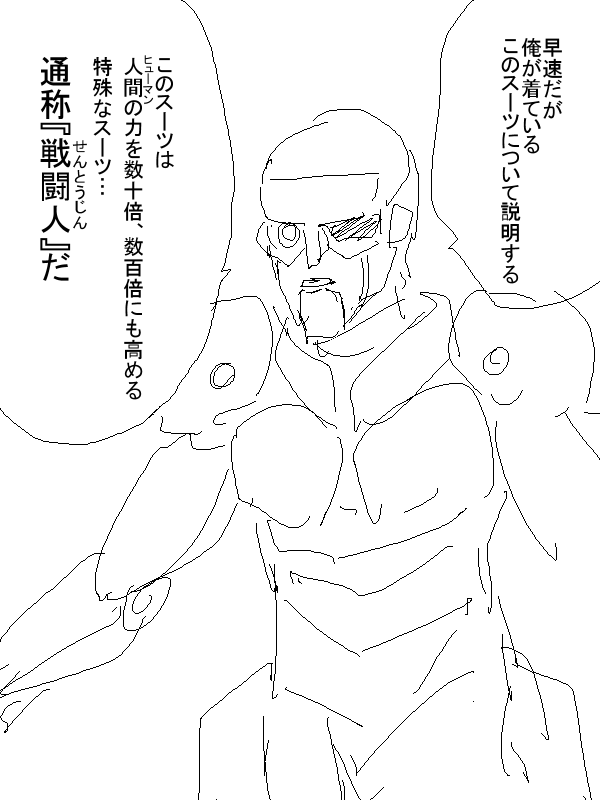 早速だが
俺が着ている
このスーツについて説明する
このスーツは
人間の力を数十倍、数百倍にも高める
ヒューマン
特殊なスーツ…
通称『戦闘人』だ
せんとうじん